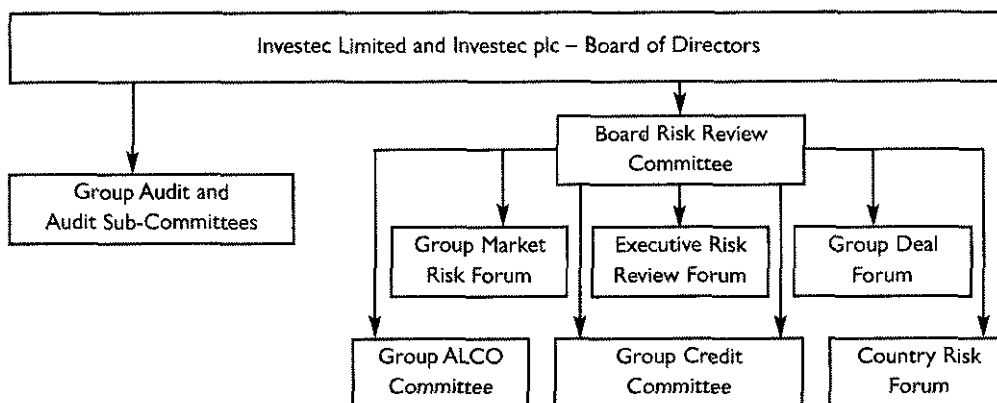 Investec Limited and Investec plc – Board of Directors
Board Risk Review
Committee
Group Audit and
Audit Sub-Committees
Group Market
Risk Forum
Executive Risk
Review Forum
Group Deal
Forum
Group ALCO
Committee
Group Credit
Committee
Country Risk
Forum